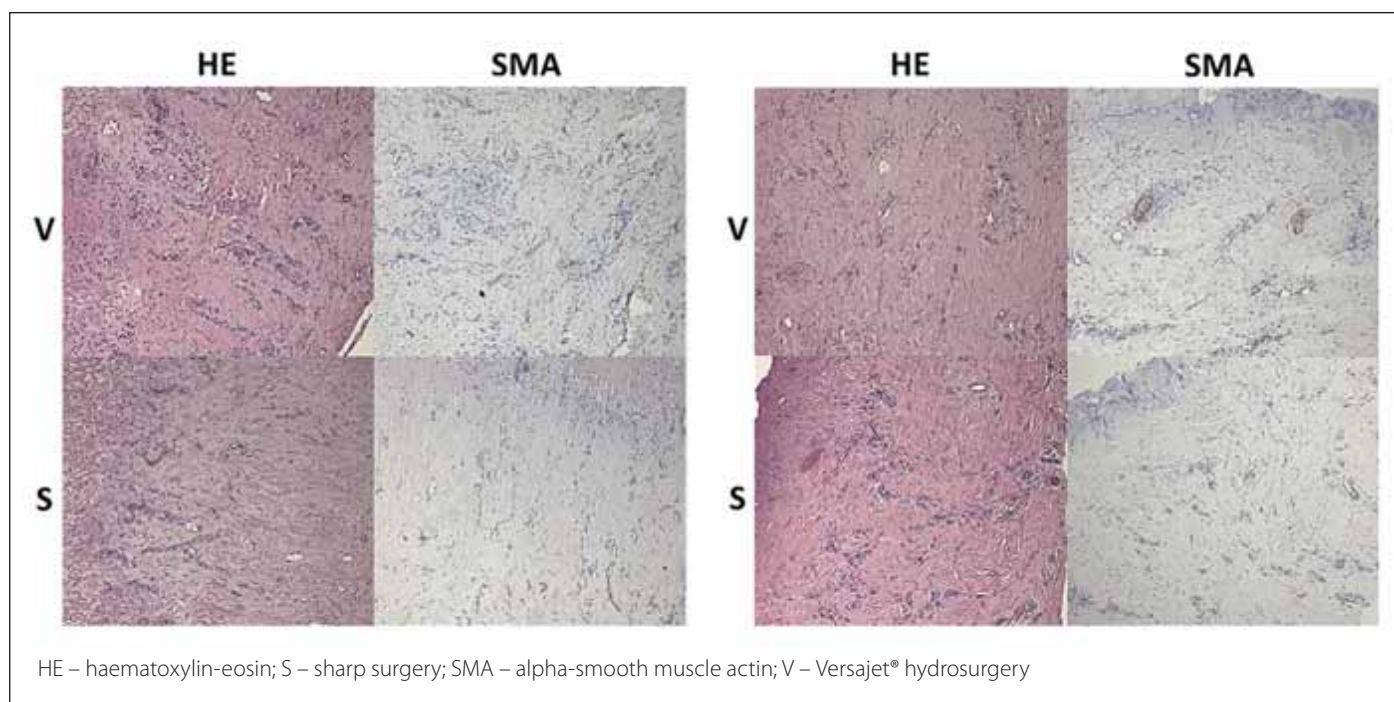 HE SMA HE SMA
V V
S S
HE – haematoxylin-eosin; S – sharp surgery; SMA – alpha-smooth muscle actin; V – Versajet® hydrosurgery